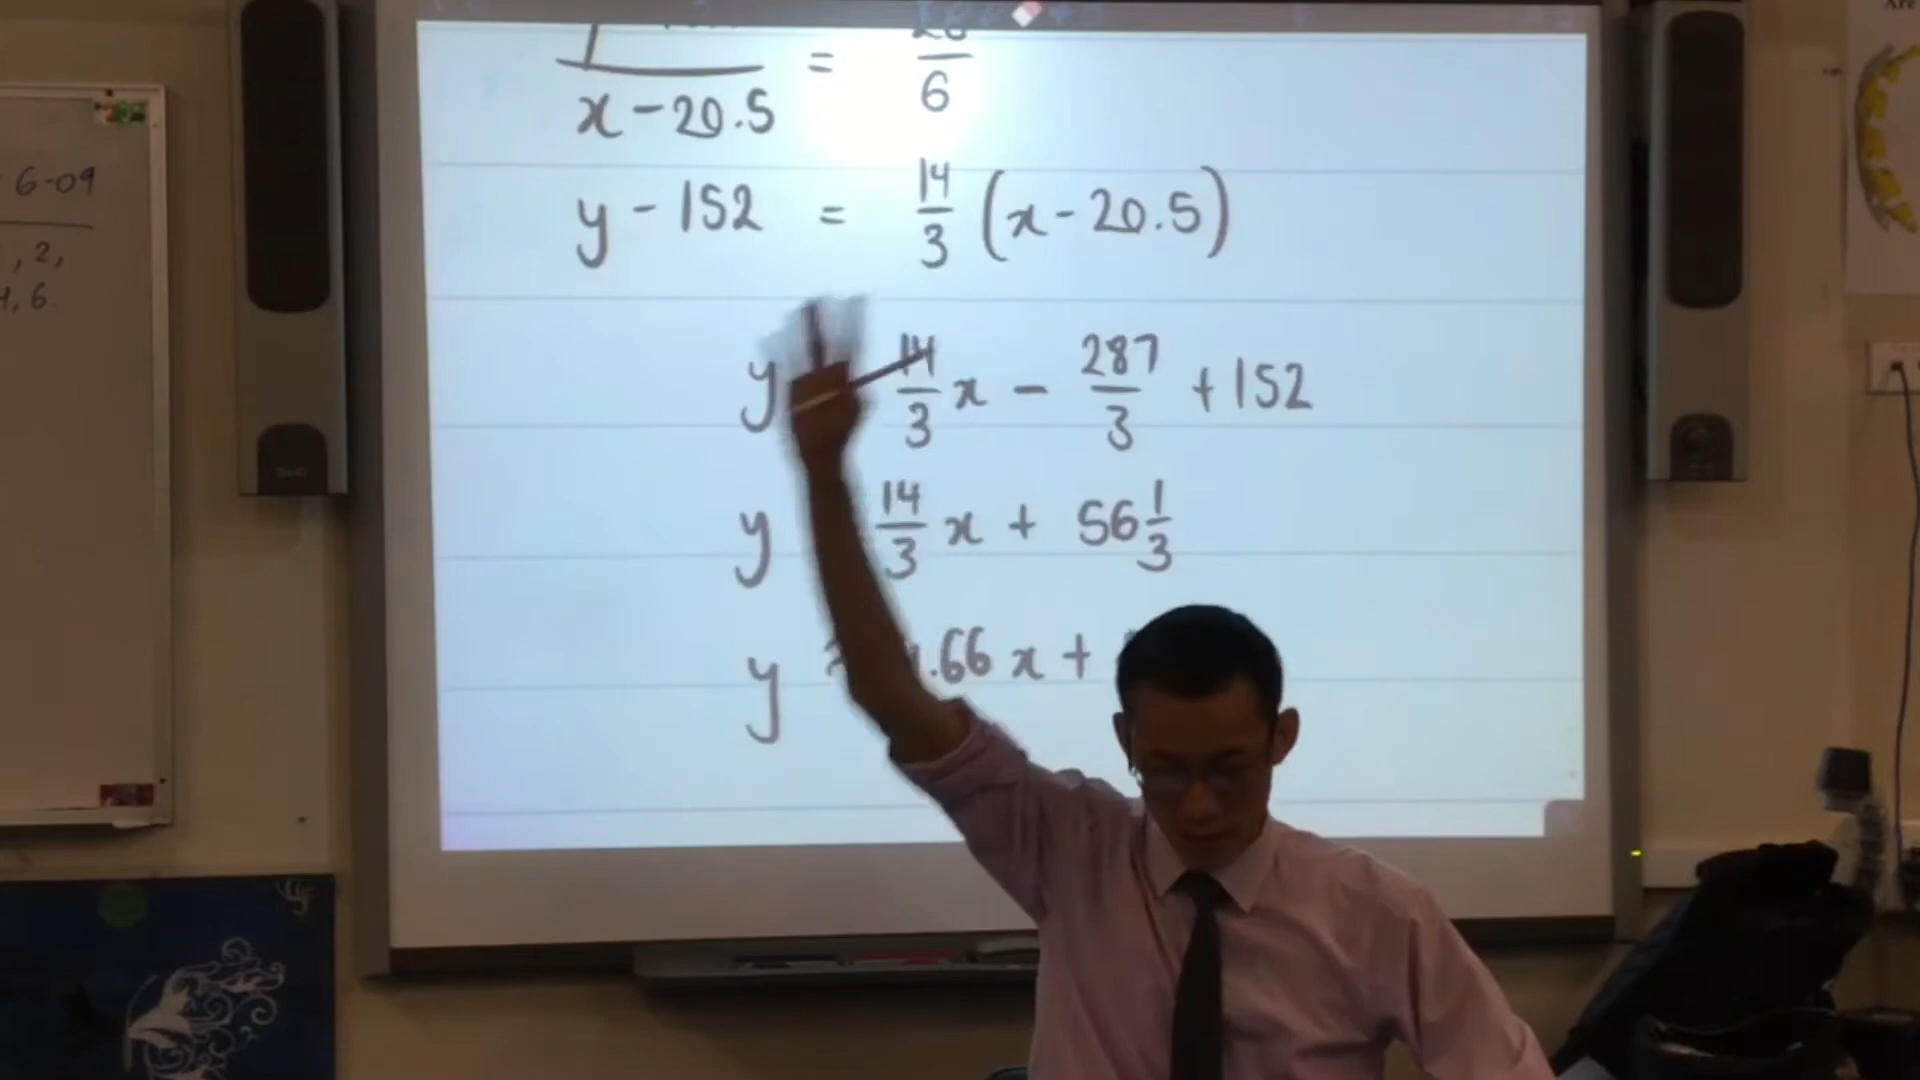 x - 20.5 = 6
y - 152 = 14/3 (x - 20.5)
y 14/3 x - 287/3 + 152
y 14/3 x + 56 1/3
y .66 x +
6-09
, 2,
, 6.
Are